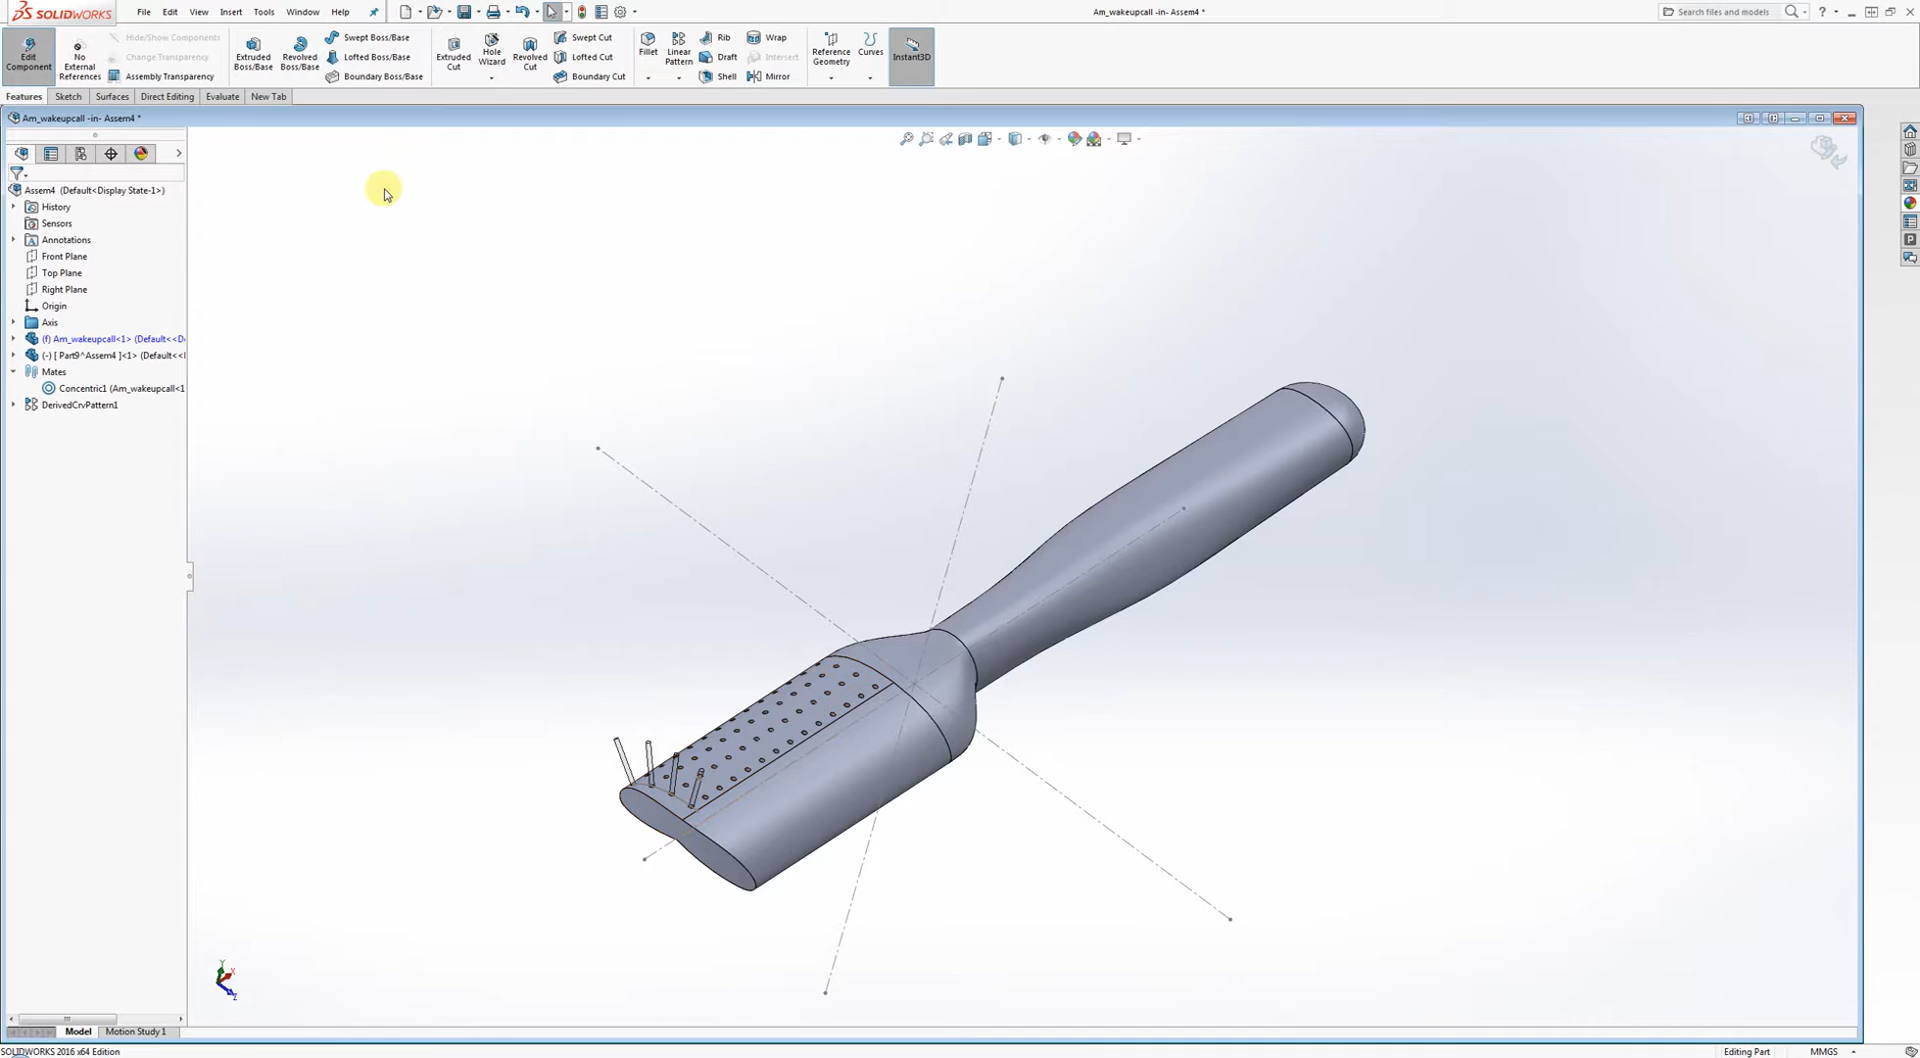 SOLIDWORKS
File Edit View Insert Tools Window Help
Am_wakeupcall -in- Assem4 *
Search files and models
Edit Component
No External References
Hide/Show Components
Change Transparency
Assembly Transparency
Extruded Boss/Base
Revolved Boss/Base
Swept Boss/Base
Lofted Boss/Base
Boundary Boss/Base
Extruded Cut
Hole Wizard
Revolved Cut
Swept Cut
Lofted Cut
Boundary Cut
Fillet
Linear Pattern
Rib
Draft
Shell
Wrap
Intersect
Mirror
Reference Geometry
Curves
Instant3D
Features Sketch Surfaces Direct Editing Evaluate New Tab
Am_wakeupcall -in- Assem4 *
Assem4 (Default<Display State-1>)
History
Sensors
Annotations
Front Plane
Top Plane
Right Plane
Origin
Axis
(f) Am_wakeupcall<1> (Default<<D
(-) [ Part9^Assem4 ]<1> (Default<<
Mates
Concentric1 (Am_wakeupcall<1
DerivedCrvPattern1
Y
X
Z
Model Motion Study 1
SOLIDWORKS 2016 x64 Edition
Editing Part MMGS